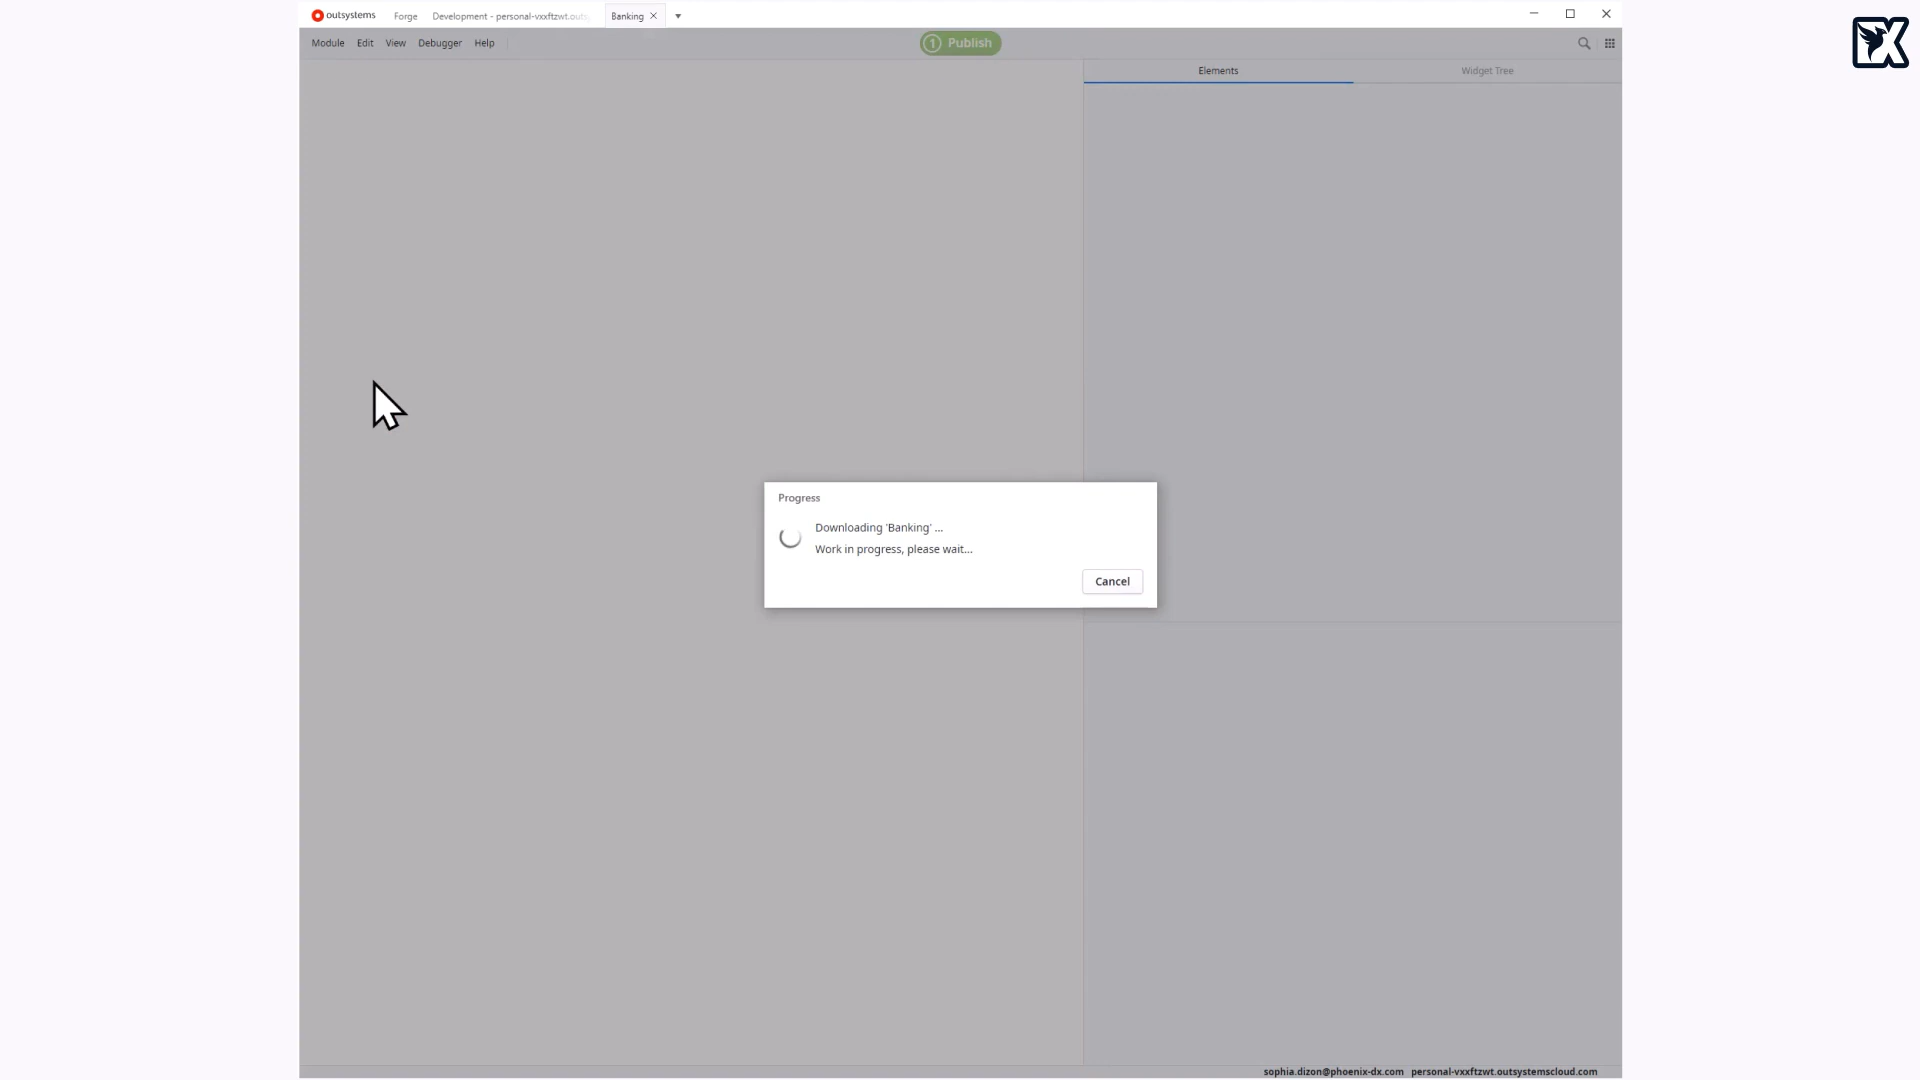 outsystems Forge Development - personal-vxxftzwt.outs Banking
Module Edit View Debugger Help 1 Publish
Elements Widget Tree
Progress
Downloading 'Banking' ...
Work in progress, please wait...
Cancel
sophia.dizon@phoenix-dx.com personal-vxxftzwt.outsystemscloud.com